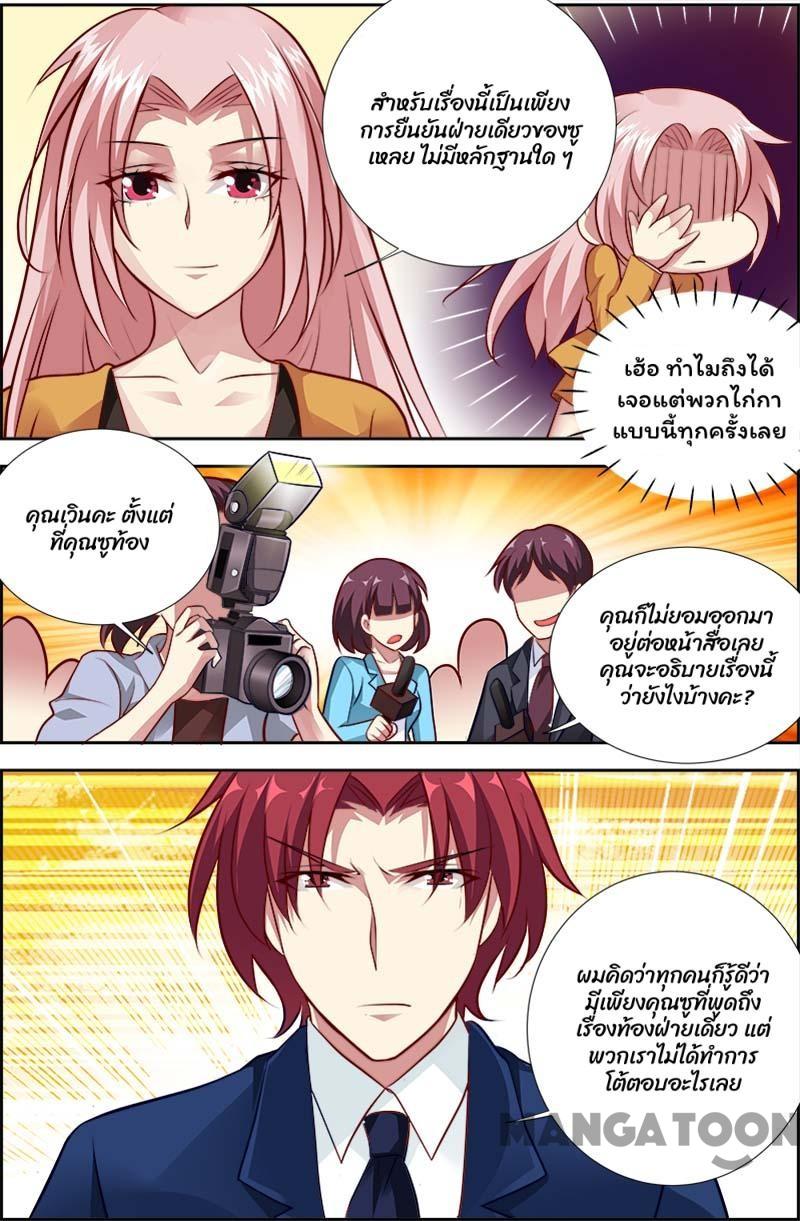 สำหรับเรื่องนี้เป็นเพียง
การยืนยันฝ่ายเดียวของซู
เหลย ไม่มีหลักฐานใด ๆ
เฮ้อ ทำไมถึงได้
เจอแต่พวกไก่กา
แบบนี้ทุกครั้งเลย
คุณเวินคะ ตั้งแต่
ที่คุณซูท้อง
คุณก็ไม่ยอมออกมา
อยู่ต่อหน้าสื่อเลย
คุณจะอธิบายเรื่องนี้
ว่ายังไงบ้างคะ?
ผมคิดว่าทุกคนก็รู้ดีว่า
มีเพียงคุณซูที่พูดถึง
เรื่องท้องฝ่ายเดียว แต่
พวกเราไม่ได้ทำการ
โต้ตอบอะไรเลย
MANGATOON